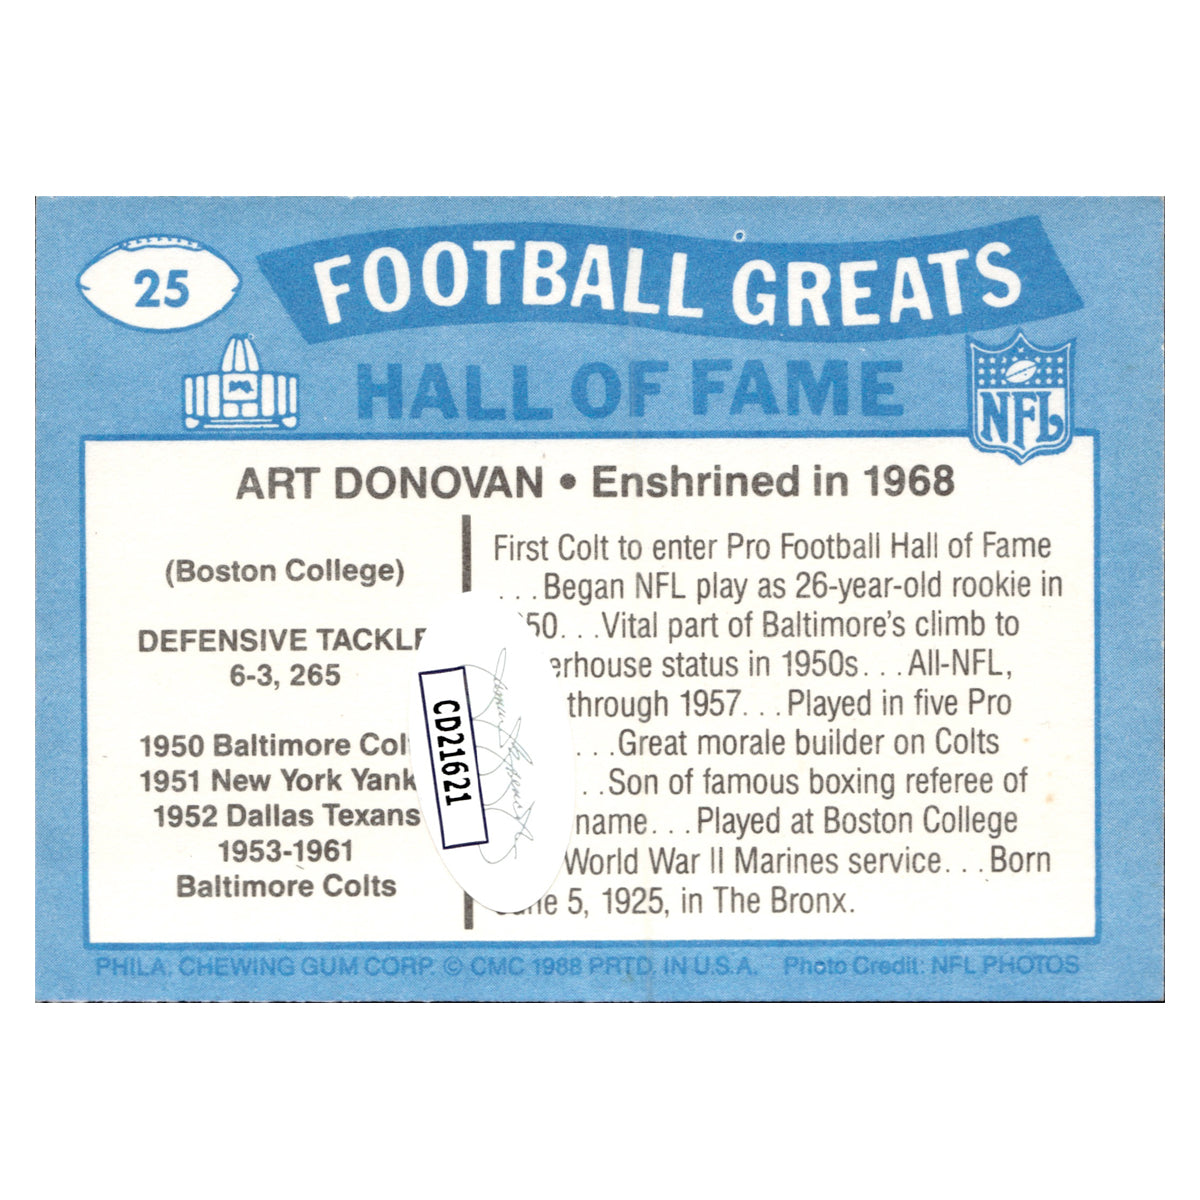 25
FOOTBALL GREATS
HALL OF FAME
NFL
ART DONOVAN • Enshrined in 1968
(Boston College)
DEFENSIVE TACKLE
6-3, 265
1950 Baltimore Col
1951 New York Yank
1952 Dallas Texans
1953-1961
Baltimore Colts
First Colt to enter Pro Football Hall of Fame
. . .Began NFL play as 26-year-old rookie in
50. . .Vital part of Baltimore's climb to
erhouse status in 1950s. . .All-NFL,
through 1957. . .Played in five Pro
. . .Great morale builder on Colts
. . .Son of famous boxing referee of
name. . .Played at Boston College
World War II Marines service. . .Born
June 5, 1925, in The Bronx.
CD21621
PHILA. CHEWING GUM CORP. © CMC 1988 PRTD. IN U.S.A. Photo Credit: NFL PHOTOS